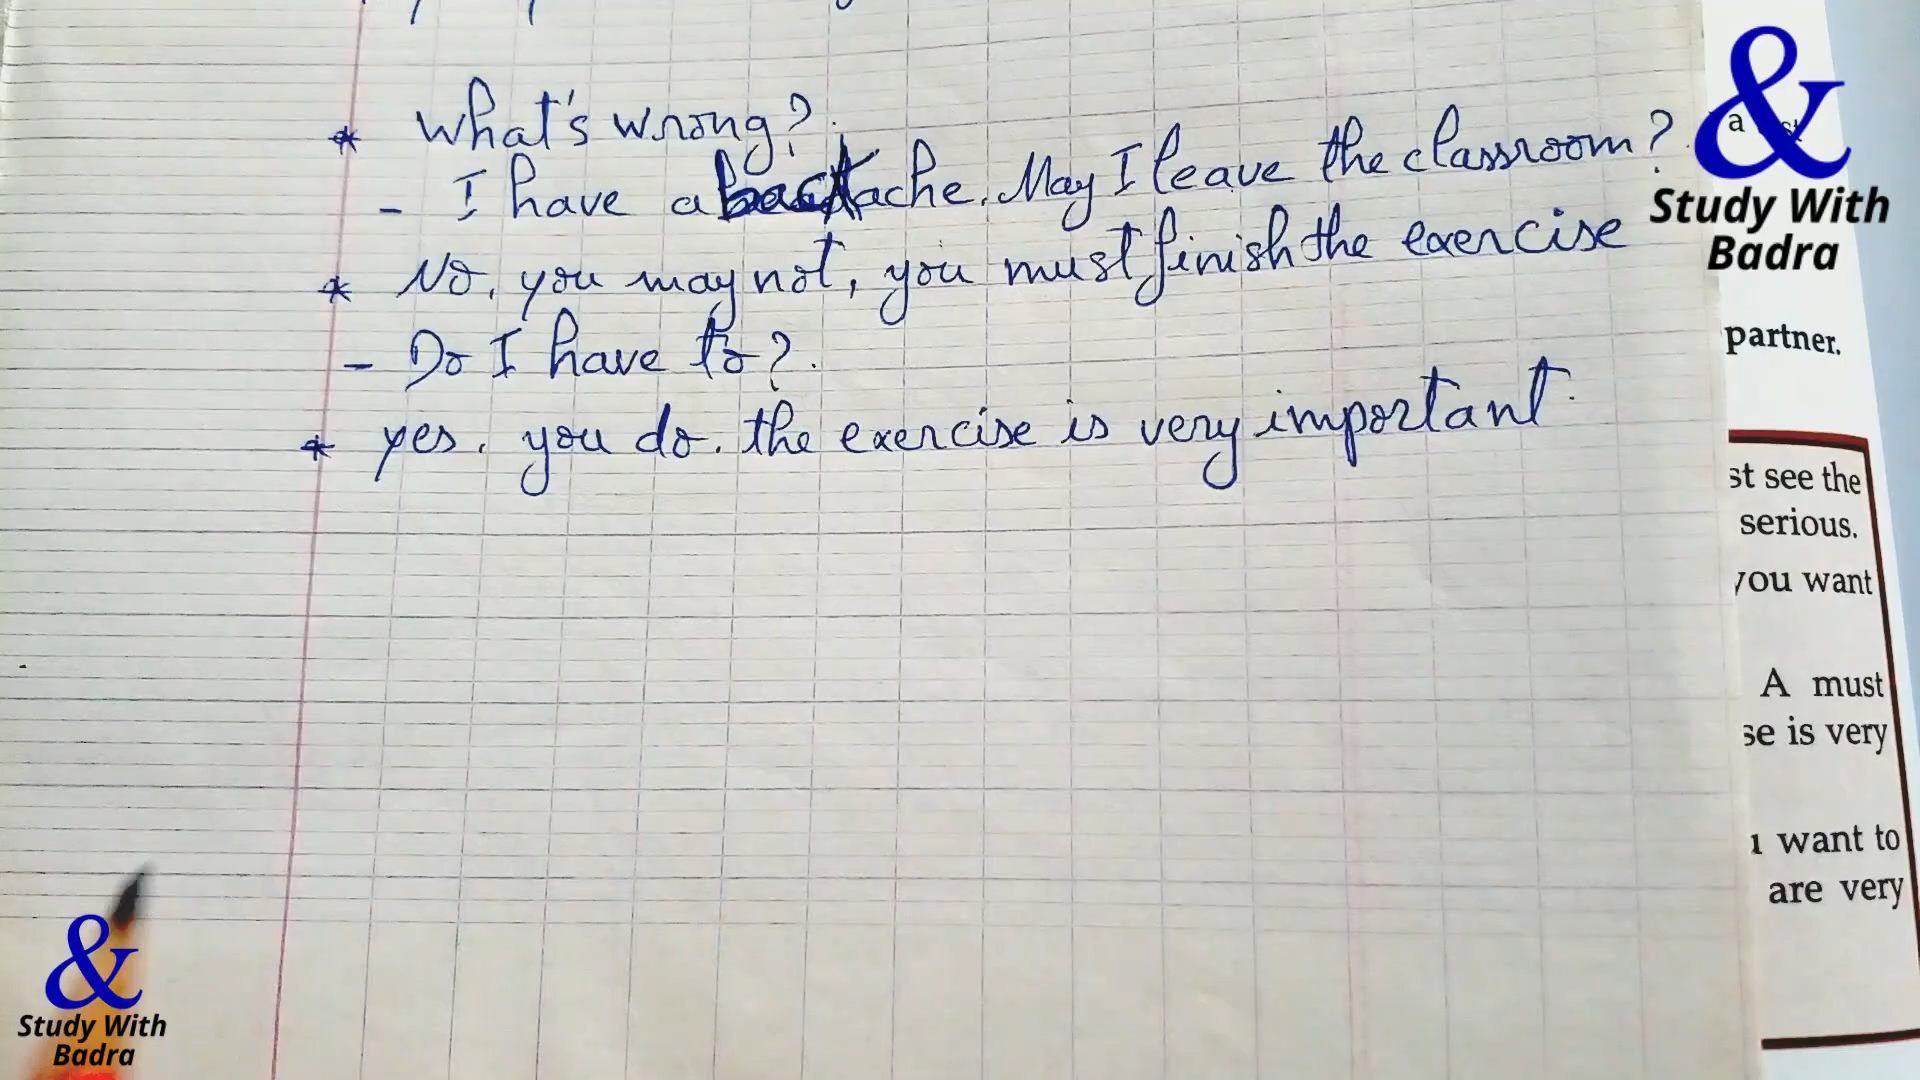 * What's wrong?.
- I have a backache. May I leave the classroom?.
* No, you may not, you must finish the exercise
- Do I have to?.
* yes. you do. the exercise is very important.
&
Study With
Badra
a
partner.
st see the
serious.
you want
A must
se is very
want to
are very
&
Study With
Badra